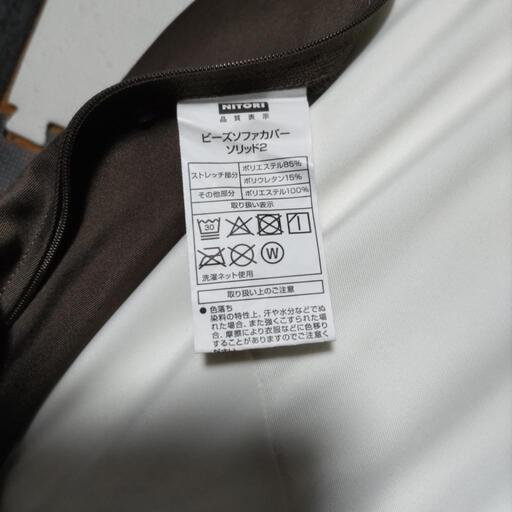 NITORI
品質表示
ビーズソファカバー
ソリッド2
ストレッチ部分 ポリエステル85%
ポリウレタン15%
その他部分 ポリエステル100%
取り扱い表示
30
W
洗濯ネット使用
取り扱い上のご注意
●色落ち
染料の特性上、汗や水分などでぬ
れた場合、また強くこすられた場
合、摩擦により衣服などに色移り
することがありますのでご注意く
ださい。